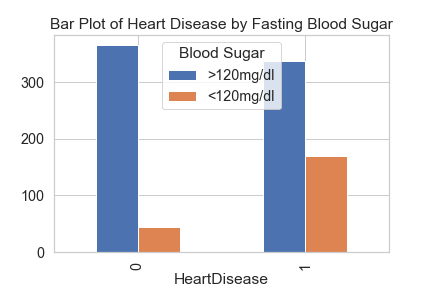 Bar Plot of Heart Disease by Fasting Blood Sugar
Blood Sugar
>120mg/dl
<120mg/dl
300
200
100
0
0
1
HeartDisease